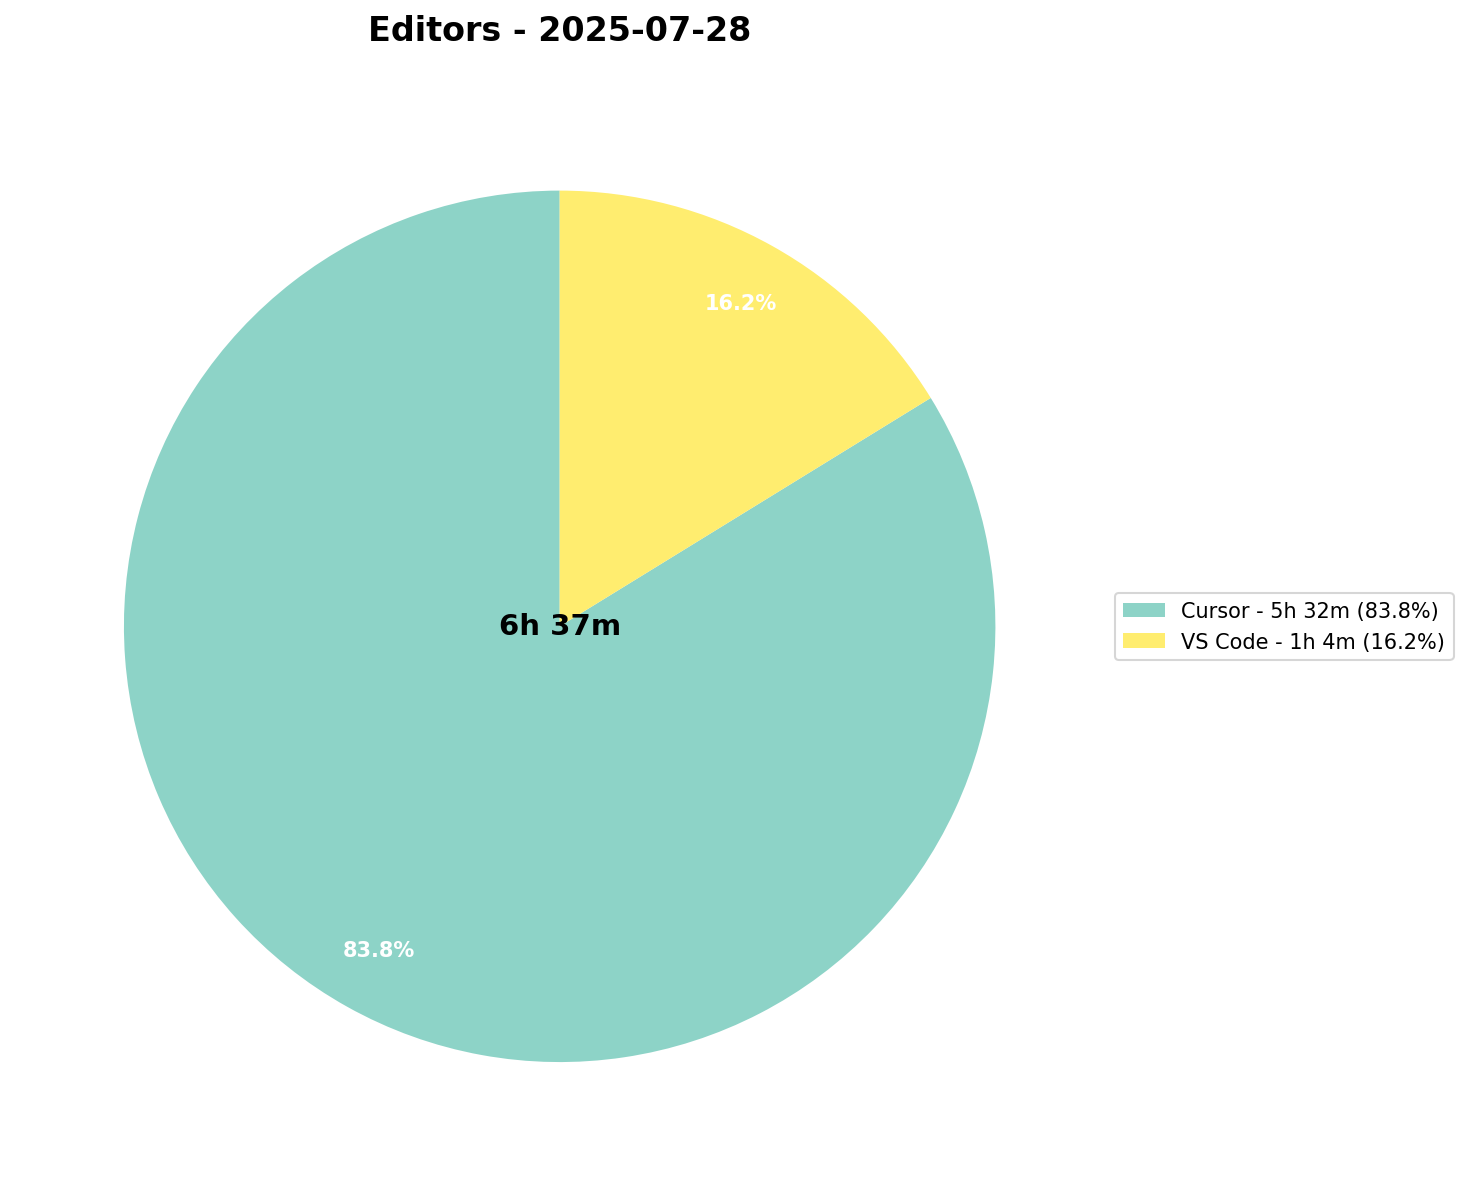 Editors - 2025-07-28
16.2%
6h 37m
Cursor - 5h 32m (83.8%)
VS Code - 1h 4m (16.2%)
83.8%